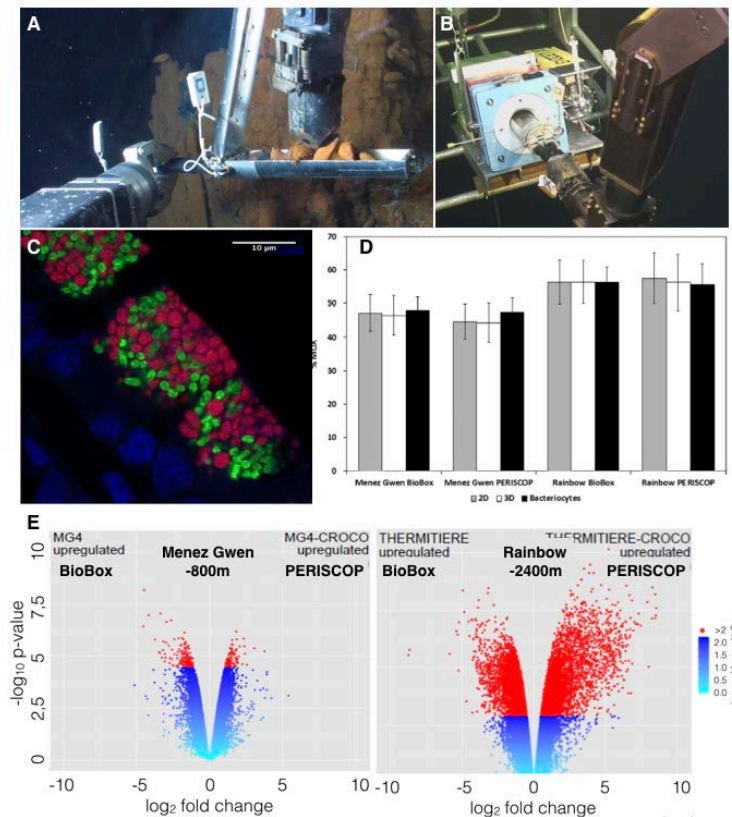 A
B
C
10 µm
D
70
60
50
40
30
20
10
0
% MOX
Menez Gwen BioBox
Menez Gwen PERISCOP
Rainbow BioBox
Rainbow PERISCOP
2D
3D
Bacteriocytes
E
MG4
upregulated
BioBox
Menez Gwen
-800m
MG4-CROCO
upregulated
PERISCOP
THERMITIERE
upregulated
BioBox
Rainbow
-2400m
THERMITIERE-CROCO
upregulated
PERISCOP
10
7,5
5
2,5
0
-log10 p-value
-10
-5
0
5
10
log2 fold change
-10
-5
0
5
10
log2 fold change
>2
2.0
1.5
1.0
0.5
0.0